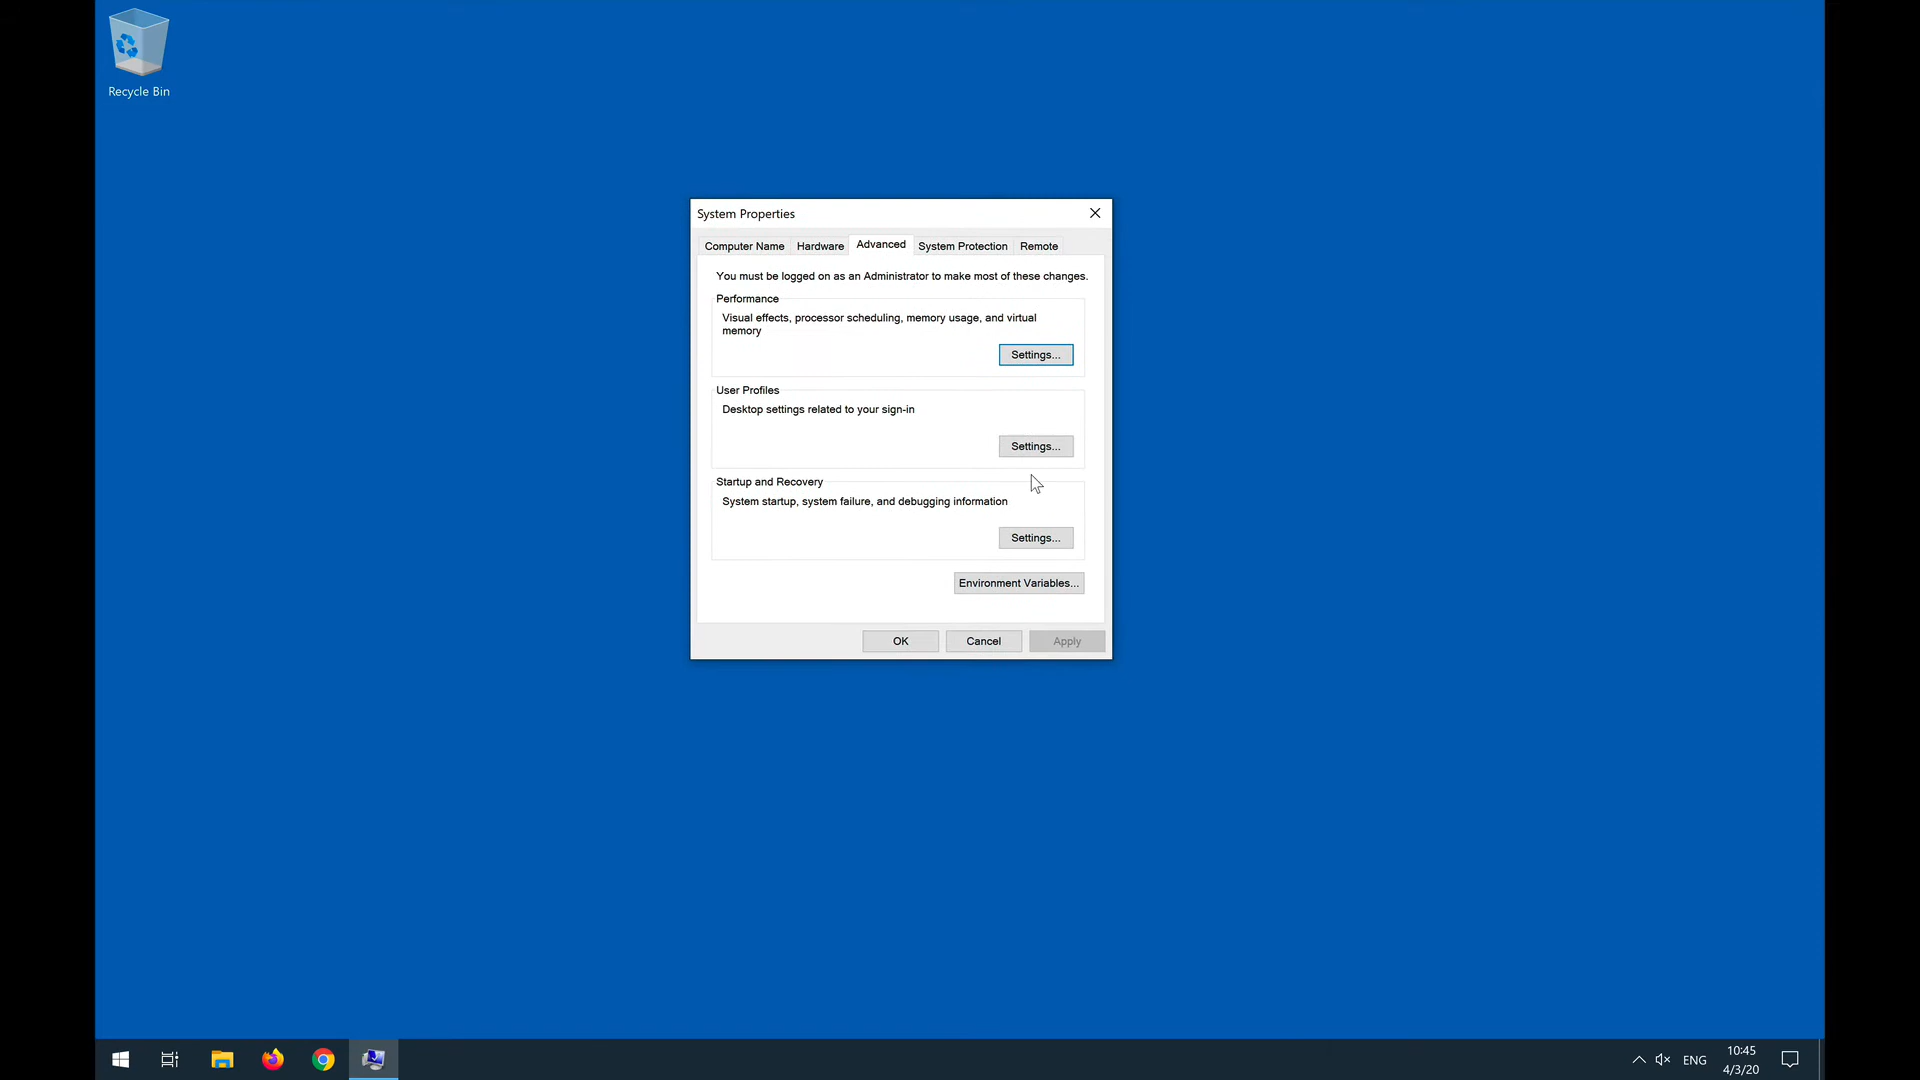 Recycle Bin
System Properties
Computer Name Hardware Advanced System Protection Remote
You must be logged on as an Administrator to make most of these changes.
Performance
Visual effects, processor scheduling, memory usage, and virtual
memory
Settings...
User Profiles
Desktop settings related to your sign-in
Settings...
Startup and Recovery
System startup, system failure, and debugging information
Settings...
Environment Variables...
OK Cancel Apply
ENG
10:45
4/3/20